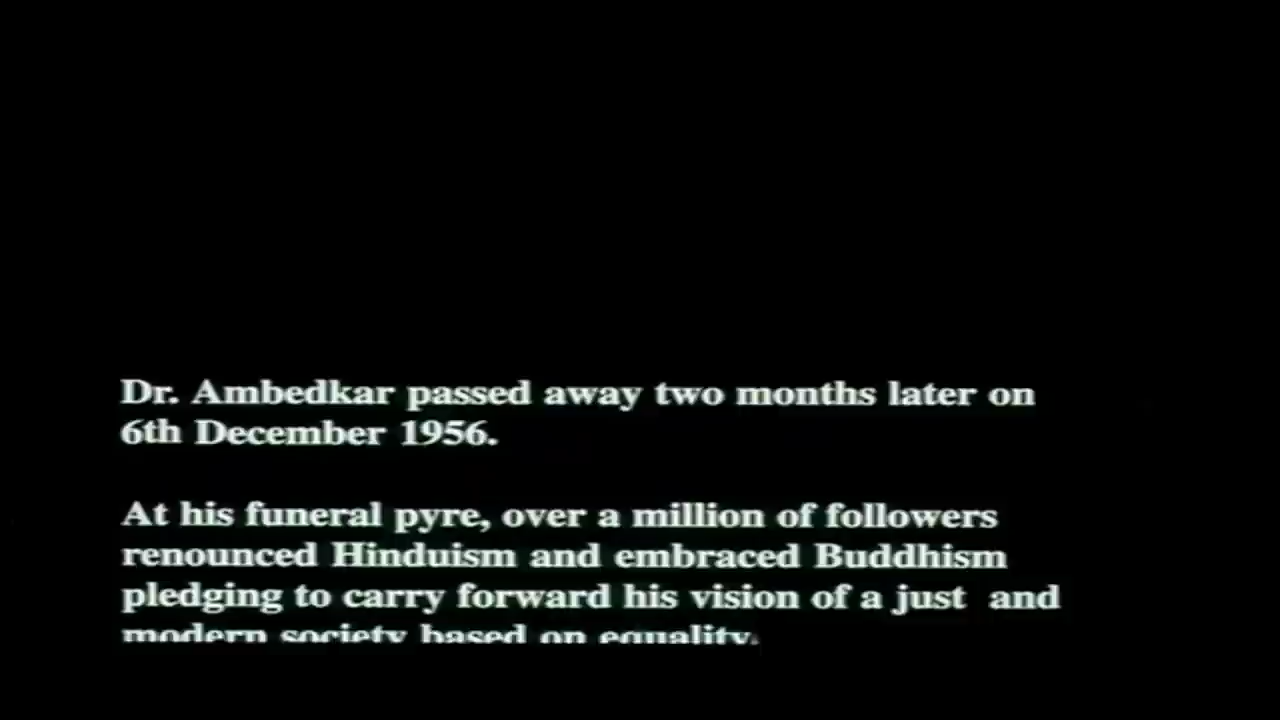 Dr. Ambedkar passed away two months later on
6th December 1956.
At his funeral pyre, over a million of followers
renounced Hinduism and embraced Buddhism
pledging to carry forward his vision of a just and
modern society based on equality.